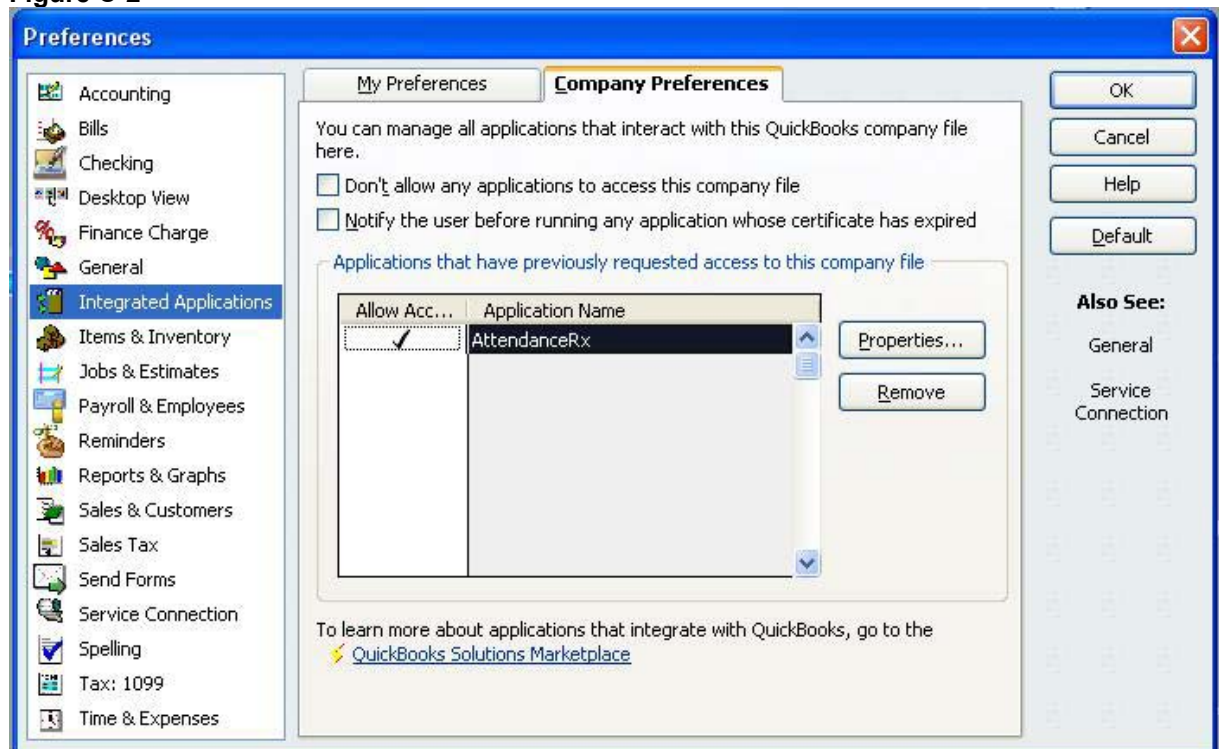 Preferences
Accounting
Bills
Checking
Desktop View
Finance Charge
General
Integrated Applications
Items & Inventory
Jobs & Estimates
Payroll & Employees
Reminders
Reports & Graphs
Sales & Customers
Sales Tax
Send Forms
Service Connection
Spelling
Tax: 1099
Time & Expenses
My Preferences
Company Preferences
You can manage all applications that interact with this QuickBooks company file
here.
Don't allow any applications to access this company file
Notify the user before running any application whose certificate has expired
Applications that have previously requested access to this company file
Allow Acc... Application Name
AttendanceRx
Properties...
Remove
To learn more about applications that integrate with QuickBooks, go to the
QuickBooks Solutions Marketplace
OK
Cancel
Help
Default
Also See:
General
Service
Connection